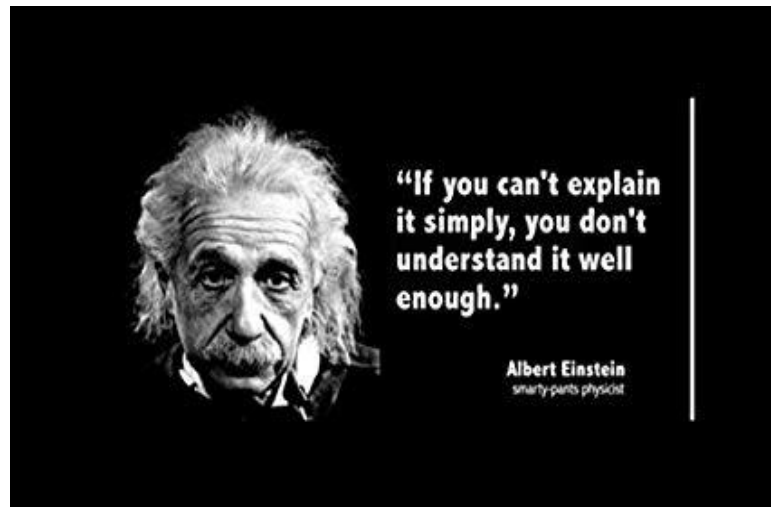 “If you can't explain
it simply, you don't
understand it well
enough.”
Albert Einstein
smarty-pants physicist